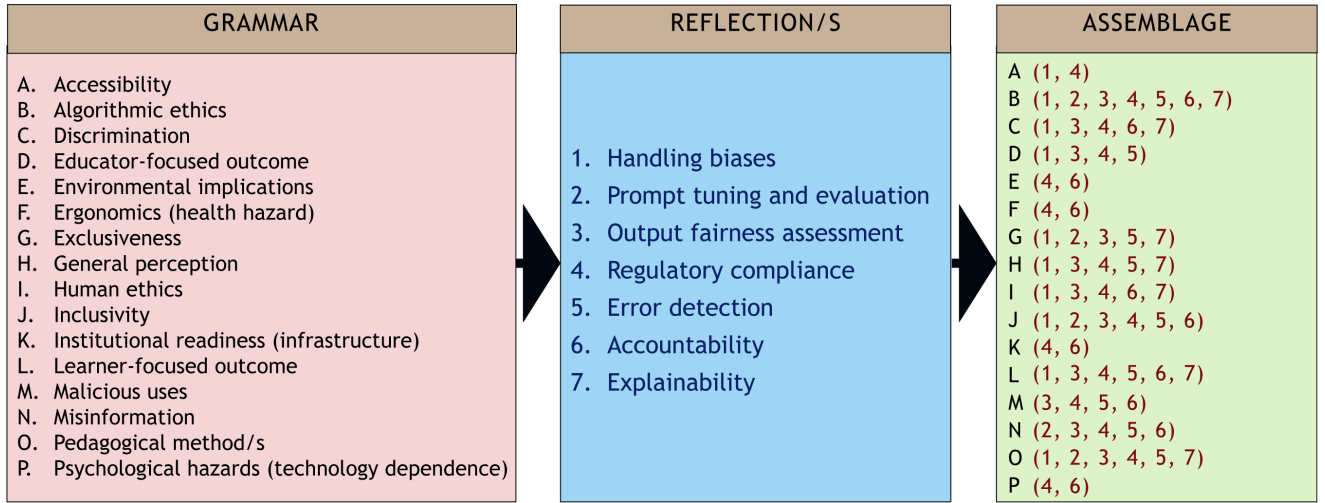 GRAMMAR
A. Accessibility
B. Algorithmic ethics
C. Discrimination
D. Educator-focused outcome
E. Environmental implications
F. Ergonomics (health hazard)
G. Exclusiveness
H. General perception
I. Human ethics
J. Inclusivity
K. Institutional readiness (infrastructure)
L. Learner-focused outcome
M. Malicious uses
N. Misinformation
O. Pedagogical method/s
P. Psychological hazards (technology dependence)
REFLECTION/S
1. Handling biases
2. Prompt tuning and evaluation
3. Output fairness assessment
4. Regulatory compliance
5. Error detection
6. Accountability
7. Explainability
ASSEMBLAGE
A (1, 4)
B (1, 2, 3, 4, 5, 6, 7)
C (1, 3, 4, 6, 7)
D (1, 3, 4, 5)
E (4, 6)
F (4, 6)
G (1, 2, 3, 5, 7)
H (1, 3, 4, 5, 7)
I (1, 3, 4, 6, 7)
J (1, 2, 3, 4, 5, 6)
K (4, 6)
L (1, 3, 4, 5, 6, 7)
M (3, 4, 5, 6)
N (2, 3, 4, 5, 6)
O (1, 2, 3, 4, 5, 7)
P (4, 6)